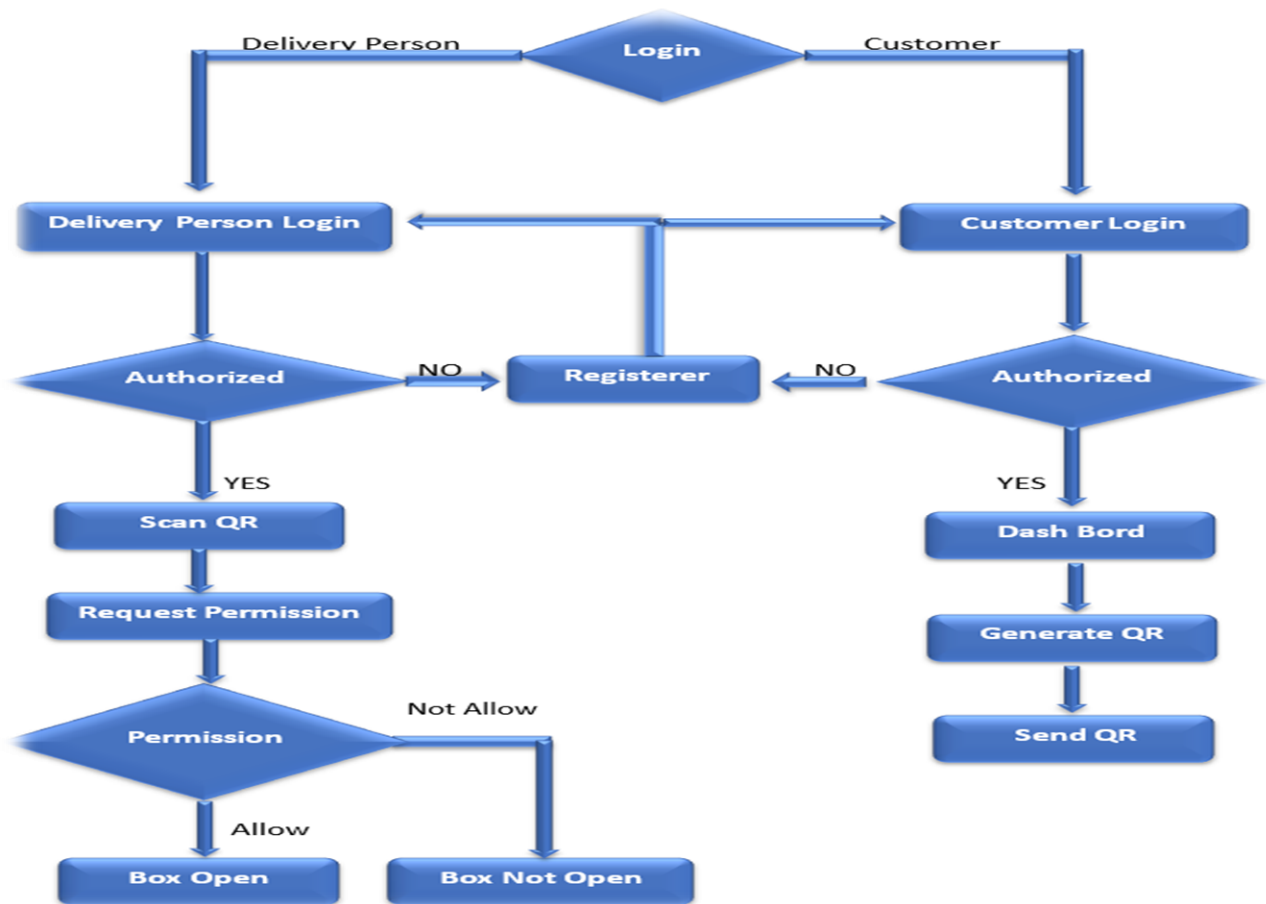 Delivery Person
Login
Customer
Delivery Person Login
Customer Login
Authorized
NO
Registerer
NO
Authorized
YES
YES
Scan QR
Dash Bord
Request Permission
Generate QR
Not Allow
Permission
Send QR
Allow
Box Open
Box Not Open